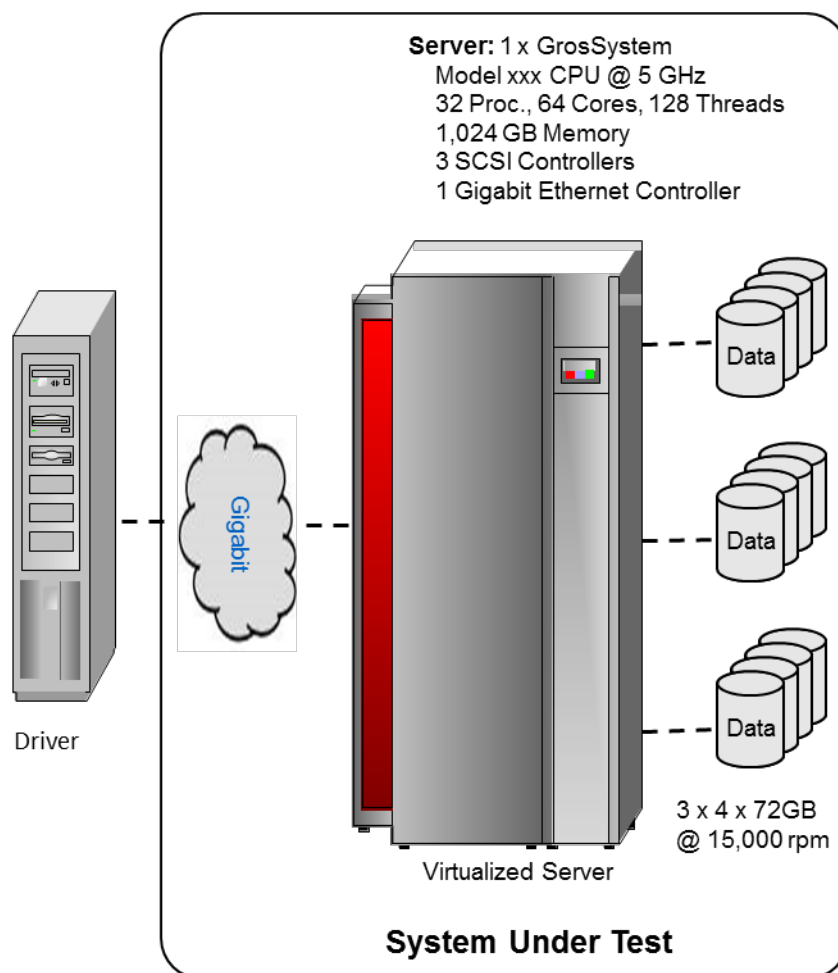 Server: 1 x GrosSystem
Model xxx CPU @ 5 GHz
32 Proc., 64 Cores, 128 Threads
1,024 GB Memory
3 SCSI Controllers
1 Gigabit Ethernet Controller
Data
Gigabit
Data
Driver
Data
3 x 4 x 72GB
@ 15,000 rpm
Virtualized Server
System Under Test